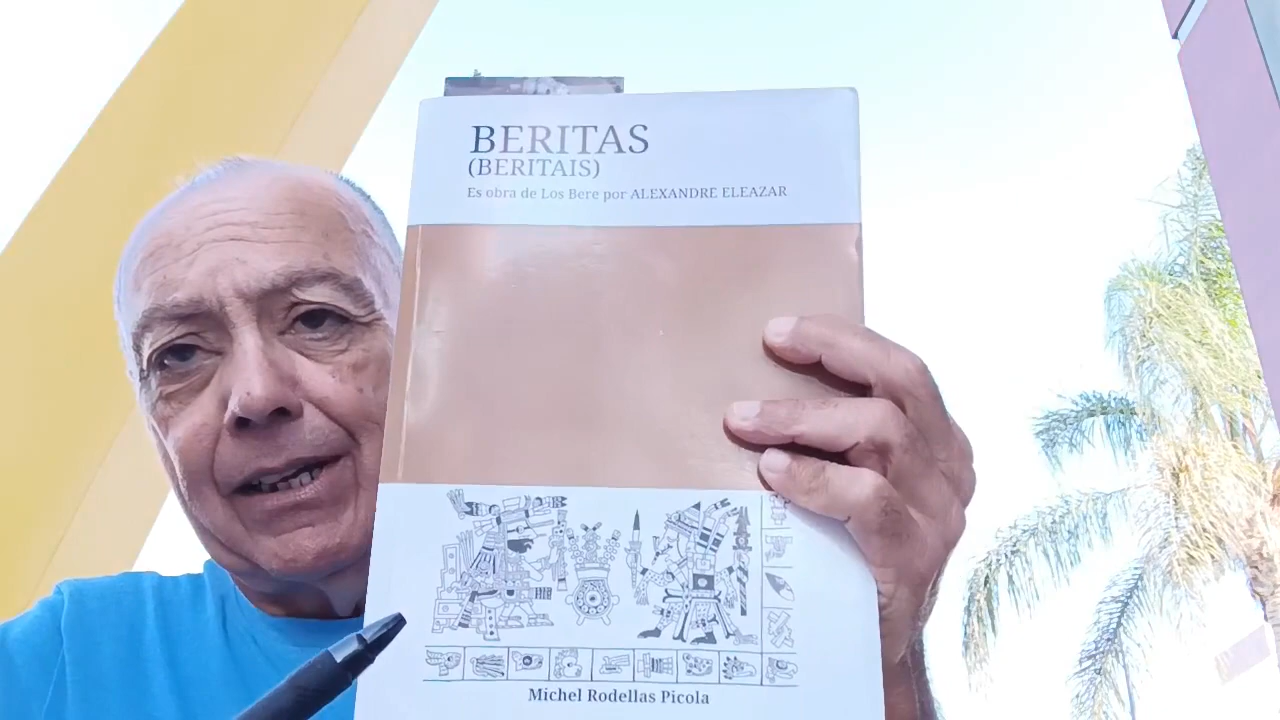 BERITAS
(BERITAIS)
Es obra de Los Bere por ALEXANDRE ELEAZAR
Michel Rodellas Picola